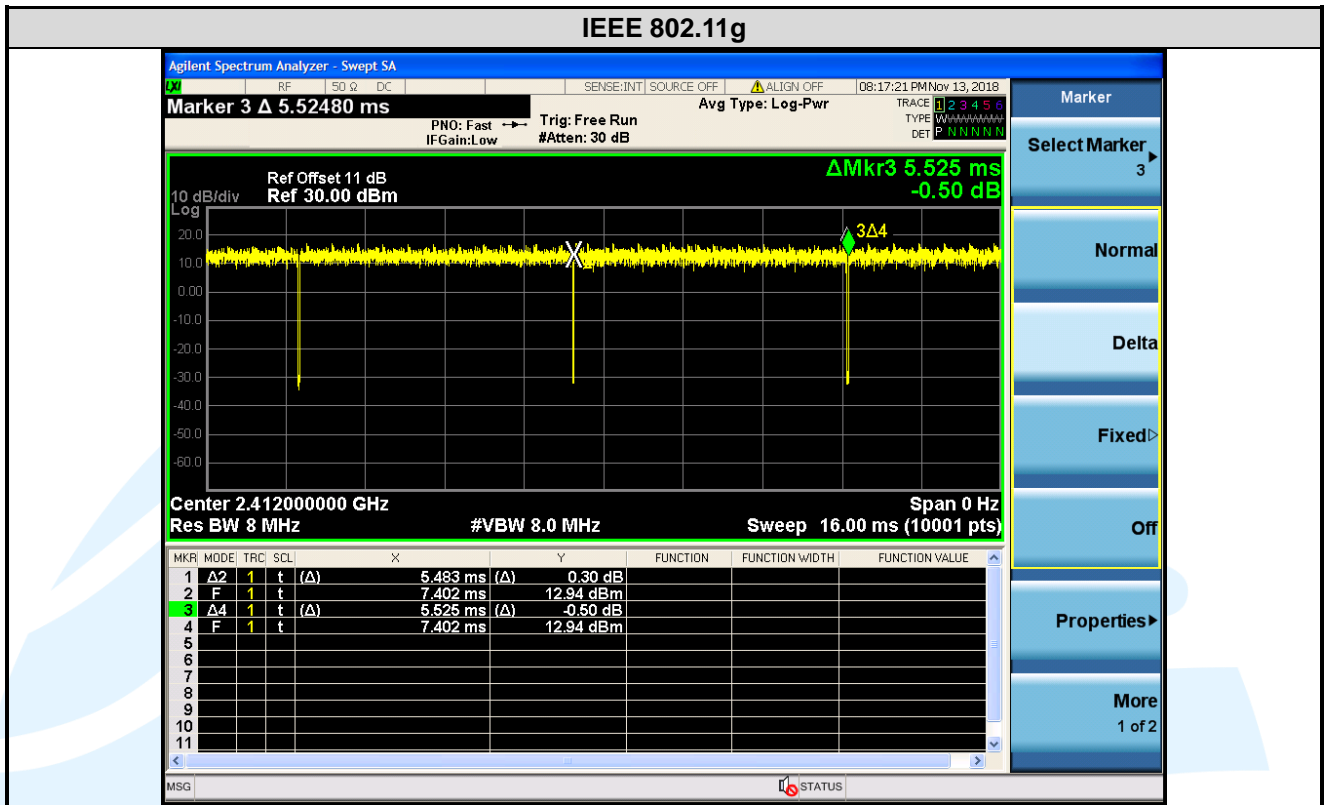 IEEE 802.11g
Agilent Spectrum Analyzer - Swept SA
LXI RF 50 Ω DC SENSE:INT SOURCE OFF ALIGN OFF 08:17:21 PM Nov 13, 2018
Marker 3 Δ 5.52480 ms
Avg Type: Log-Pwr
TRACE 1 2 3 4 5 6
TYPE W
DET P N N N N N
PNO: Fast
IFGain:Low
Trig: Free Run
#Atten: 30 dB
ΔMkr3 5.525 ms
-0.50 dB
Ref Offset 11 dB
10 dB/div Ref 30.00 dBm
Log
20.0
10.0
0.00
-10.0
-20.0
-30.0
-40.0
-50.0
-60.0
3Δ4
Center 2.412000000 GHz Span 0 Hz
Res BW 8 MHz #VBW 8.0 MHz Sweep 16.00 ms (10001 pts)
MKR MODE TRC SCL X Y FUNCTION FUNCTION WIDTH FUNCTION VALUE
1 Δ2 1 t (Δ) 5.483 ms (Δ) 0.30 dB
2 F 1 t 7.402 ms 12.94 dBm
3 Δ4 1 t (Δ) 5.525 ms (Δ) -0.50 dB
4 F 1 t 7.402 ms 12.94 dBm
5
6
7
8
9
10
11
MSG STATUS
Marker
Select Marker
3
Normal
Delta
Fixed
Off
Properties
More
1 of 2